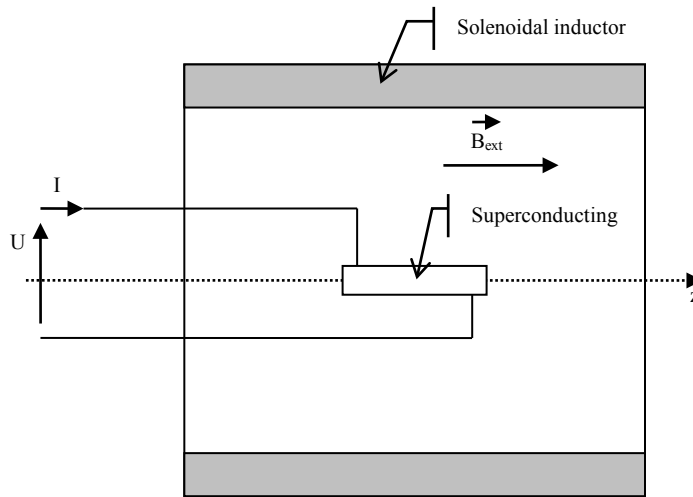 Solenoidal inductor
B_ext
I
Superconducting
U
z